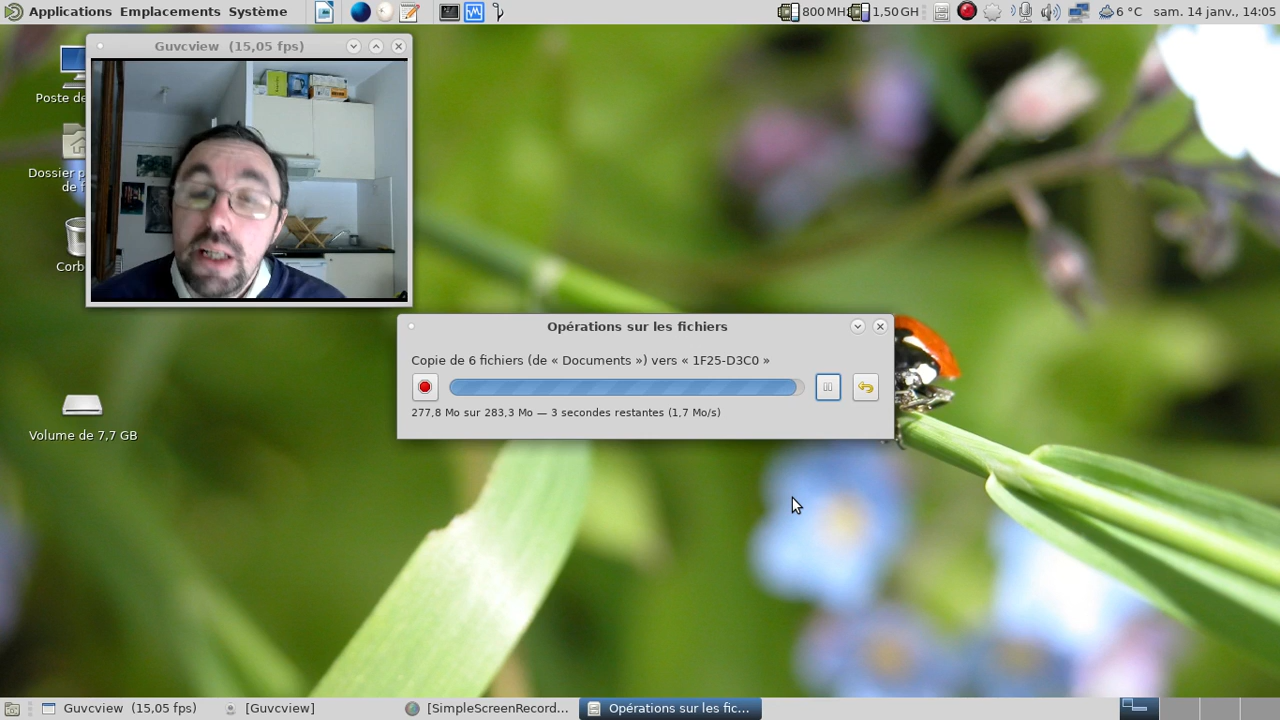 Applications Emplacements Système
800 MH
1,50 GH
6 °C
sam. 14 janv., 14:05
Guvcview (15,05 fps)
Poste de
Dossier p
de f
Corb
Volume de 7,7 GB
Opérations sur les fichiers
Copie de 6 fichiers (de « Documents ») vers « 1F25-D3C0 »
277,8 Mo sur 283,3 Mo — 3 secondes restantes (1,7 Mo/s)
Guvcview (15,05 fps)
[Guvcview]
[SimpleScreenRecord...
Opérations sur les fic...